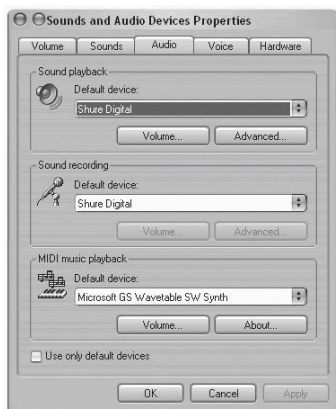 Sounds and Audio Devices Properties
Volume Sounds Audio Voice Hardware
Sound playback
Default device:
Shure Digital
Volume... Advanced...
Sound recording
Default device:
Shure Digital
Volume... Advanced...
MIDI music playback
Default device:
Microsoft GS Wavetable SW Synth
Volume... About...
Use only default devices
OK Cancel Apply